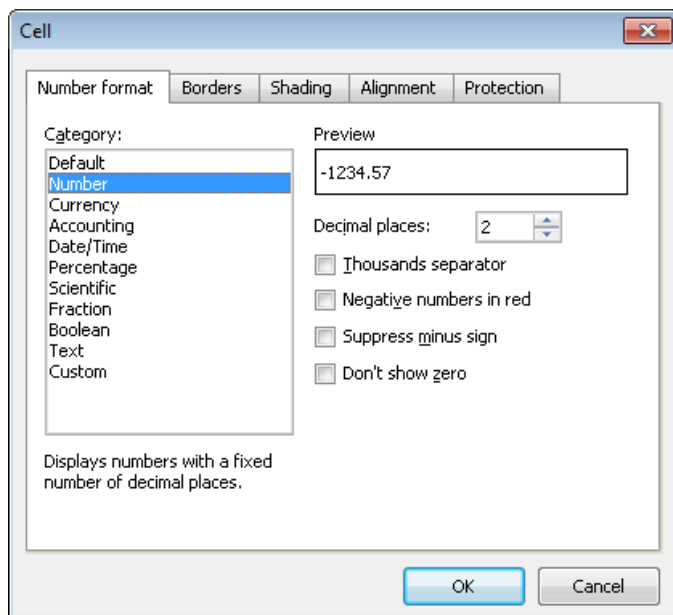 Cell
Number format Borders Shading Alignment Protection
Category:
Default
Number
Currency
Accounting
Date/Time
Percentage
Scientific
Fraction
Boolean
Text
Custom
Displays numbers with a fixed
number of decimal places.
Preview
-1234.57
Decimal places: 2
Thousands separator
Negative numbers in red
Suppress minus sign
Don't show zero
OK Cancel